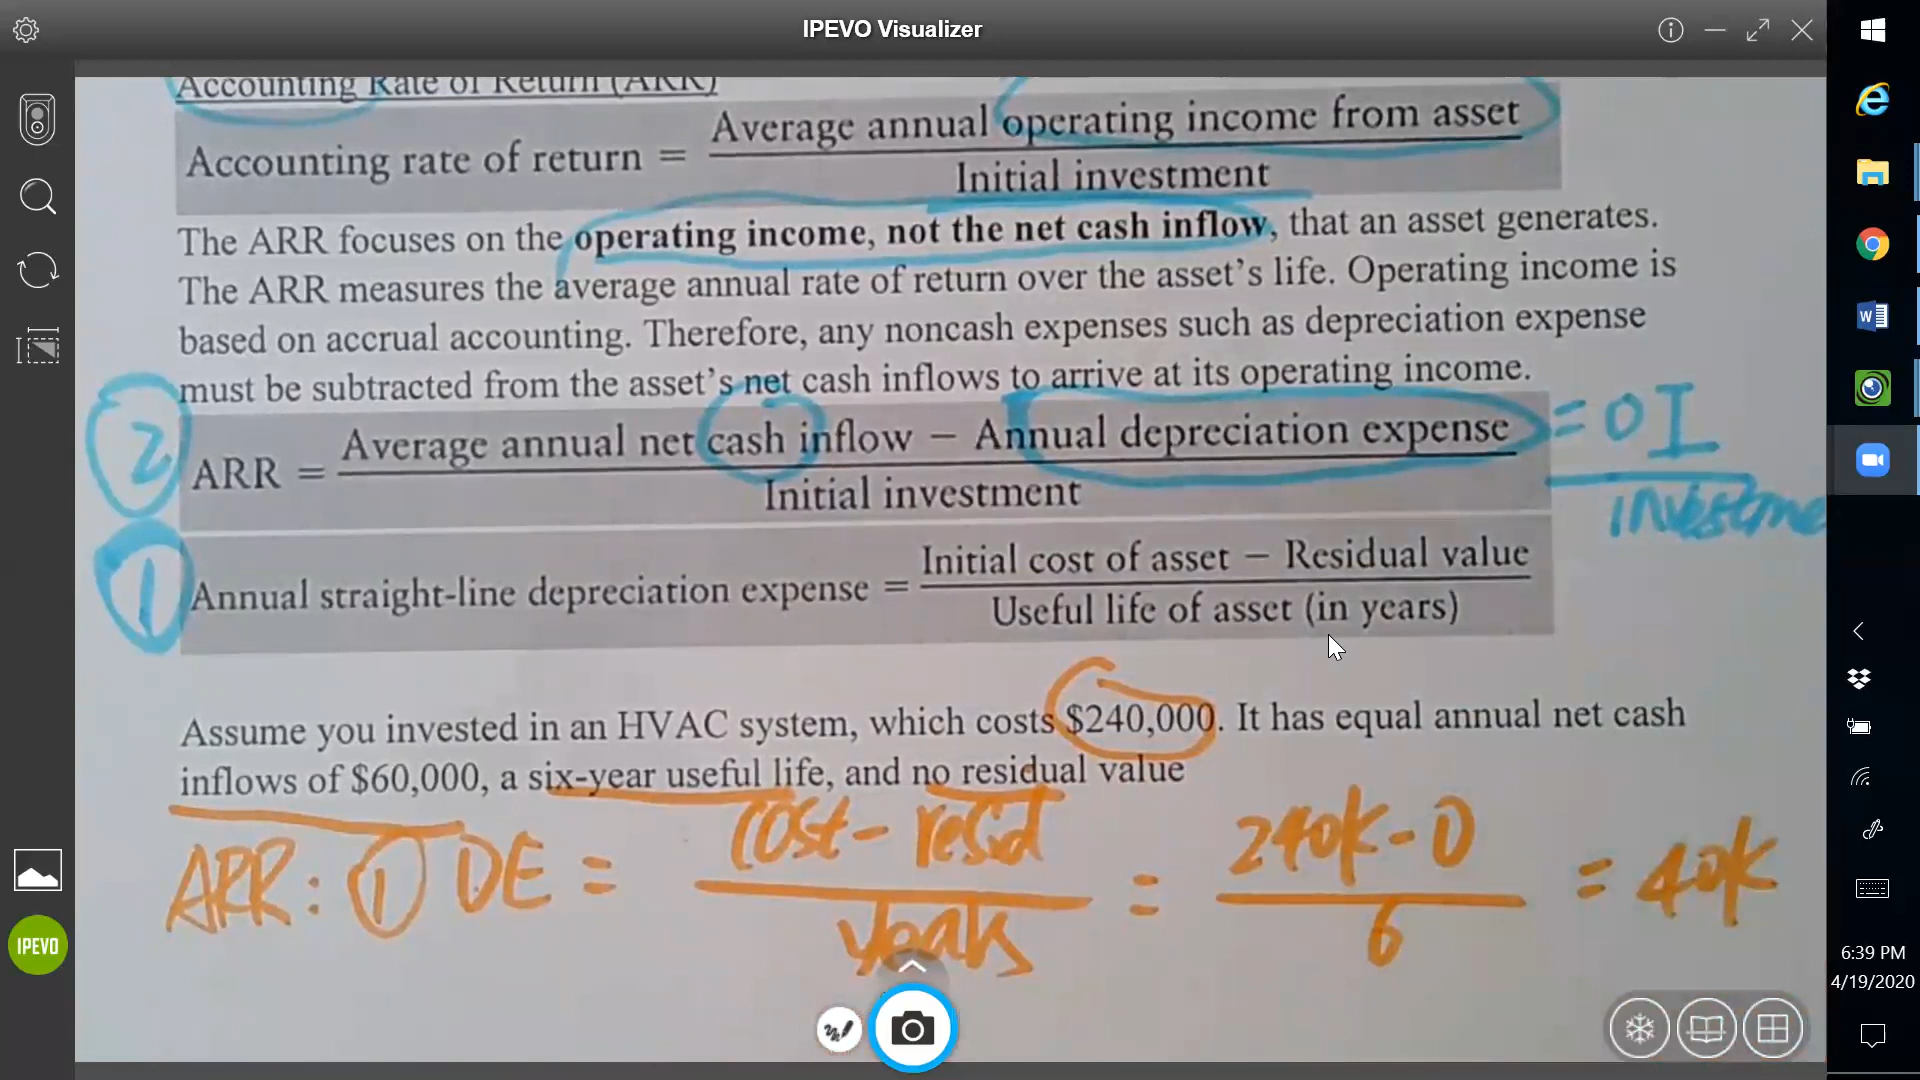 IPEVO Visualizer
Accounting Rate of Return (ARR)
Accounting rate of return = Average annual operating income from asset
Initial investment
The ARR focuses on the operating income, not the net cash inflow, that an asset generates.
The ARR measures the average annual rate of return over the asset's life. Operating income is
based on accrual accounting. Therefore, any noncash expenses such as depreciation expense
must be subtracted from the asset's net cash inflows to arrive at its operating income.
2 ARR = Average annual net cash inflow − Annual depreciation expense = OI
Initial investment investme
1 Annual straight-line depreciation expense = Initial cost of asset − Residual value
Useful life of asset (in years)
Assume you invested in an HVAC system, which costs $240,000. It has equal annual net cash
inflows of $60,000, a six-year useful life, and no residual value
ARR: 1 DE = cost - resid = 240k - 0 = 40k
years 6
IPEVO
6:39 PM
4/19/2020